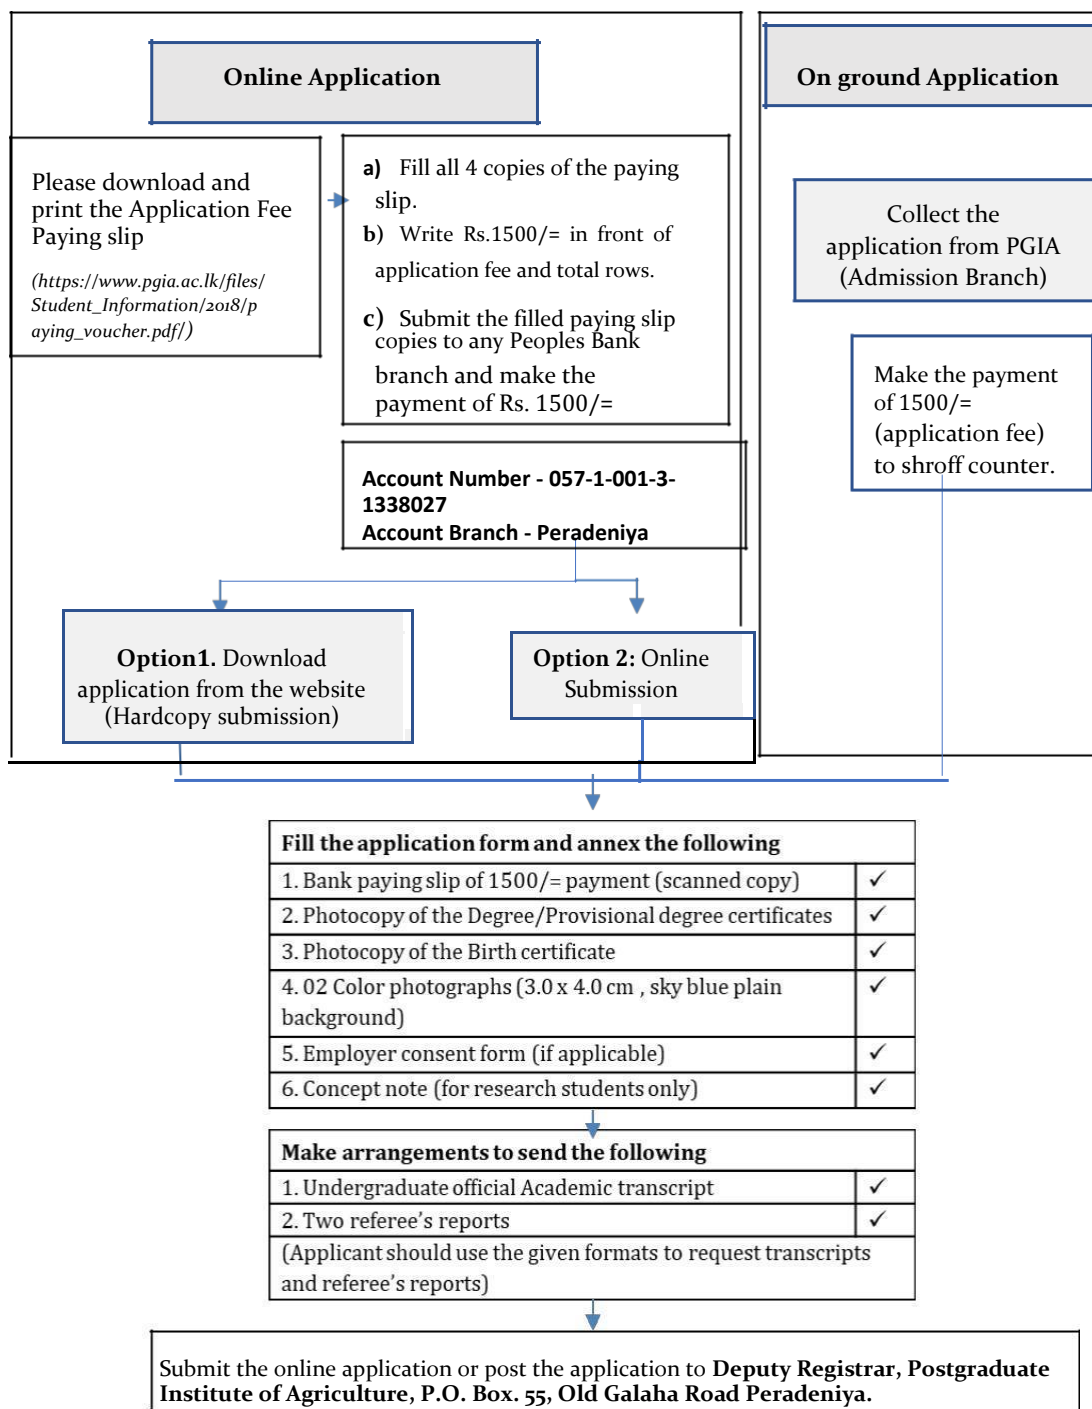 Online Application
On ground Application
Please download and
print the Application Fee
Paying slip
(https://www.pgia.ac.lk/files/
Student_Information/2018/p
aying_voucher.pdf/)
a) Fill all 4 copies of the paying
slip.
b) Write Rs.1500/= in front of
application fee and total rows.
c) Submit the filled paying slip
copies to any Peoples Bank
branch and make the
payment of Rs. 1500/=
Collect the
application from PGIA
(Admission Branch)
Make the payment
of 1500/=
(application fee)
to shroff counter.
Account Number - 057-1-001-3-
1338027
Account Branch - Peradeniya
Option1. Download
application from the website
(Hardcopy submission)
Option 2: Online
Submission
Fill the application form and annex the following
1. Bank paying slip of 1500/= payment (scanned copy) ✓
2. Photocopy of the Degree/Provisional degree certificates ✓
3. Photocopy of the Birth certificate ✓
4. 02 Color photographs (3.0 x 4.0 cm , sky blue plain ✓
background)
5. Employer consent form (if applicable) ✓
6. Concept note (for research students only) ✓
Make arrangements to send the following
1. Undergraduate official Academic transcript ✓
2. Two referee's reports ✓
(Applicant should use the given formats to request transcripts
and referee's reports)
Submit the online application or post the application to Deputy Registrar, Postgraduate
Institute of Agriculture, P.O. Box. 55, Old Galaha Road Peradeniya.